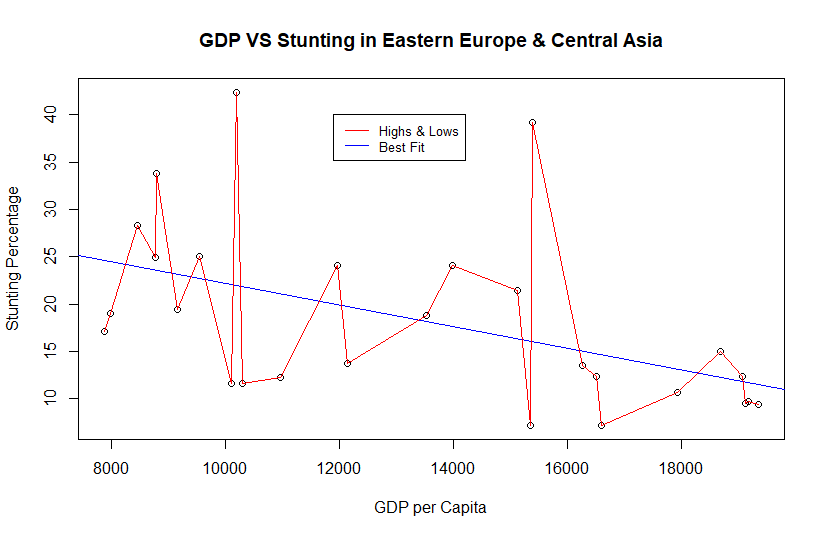 GDP VS Stunting in Eastern Europe & Central Asia
Highs & Lows
Best Fit
Stunting Percentage
40
35
30
25
20
15
10
8000 10000 12000 14000 16000 18000
GDP per Capita